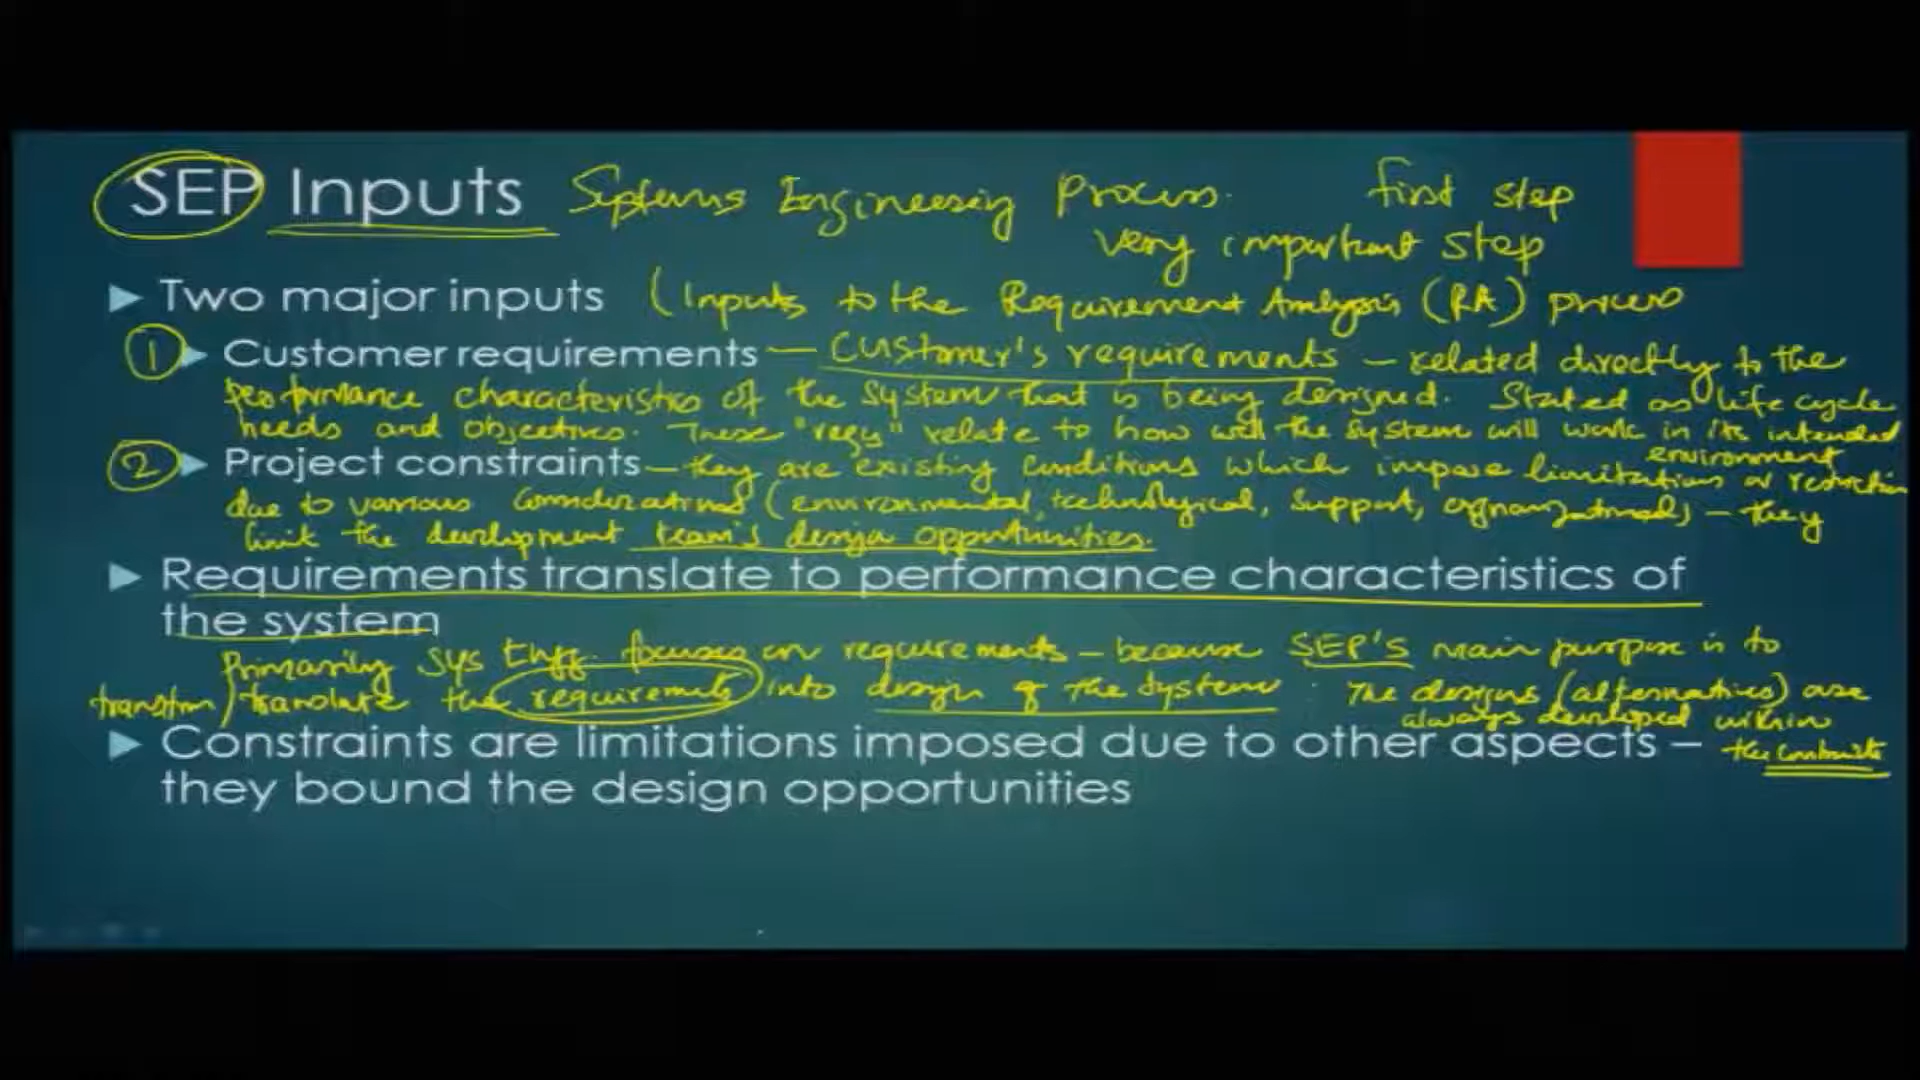 SEP Inputs Systems Engineering Process. first step
very important step
Two major inputs (Inputs to the Requirement Analysis (RA) process
1 Customer requirements — Customer's requirements – related directly to the
performance characteristics of the system that is being designed. Stated as life cycle
needs and objectives. These "reqs" relate to how well the system will work in its intended
environment
2 Project constraints — they are existing conditions which impose limitations or restriction
due to various considerations (environmental, technological, support, organizational) – they
limit the development team's design opportunities.
Requirements translate to performance characteristics of
the system
Primarily Sys Engg. focuses on requirements – because SEP's main purpose is to
transform/translate the requirements into design of the system. The designs (alternatives) are
always developed within
the constraints
Constraints are limitations imposed due to other aspects –
they bound the design opportunities